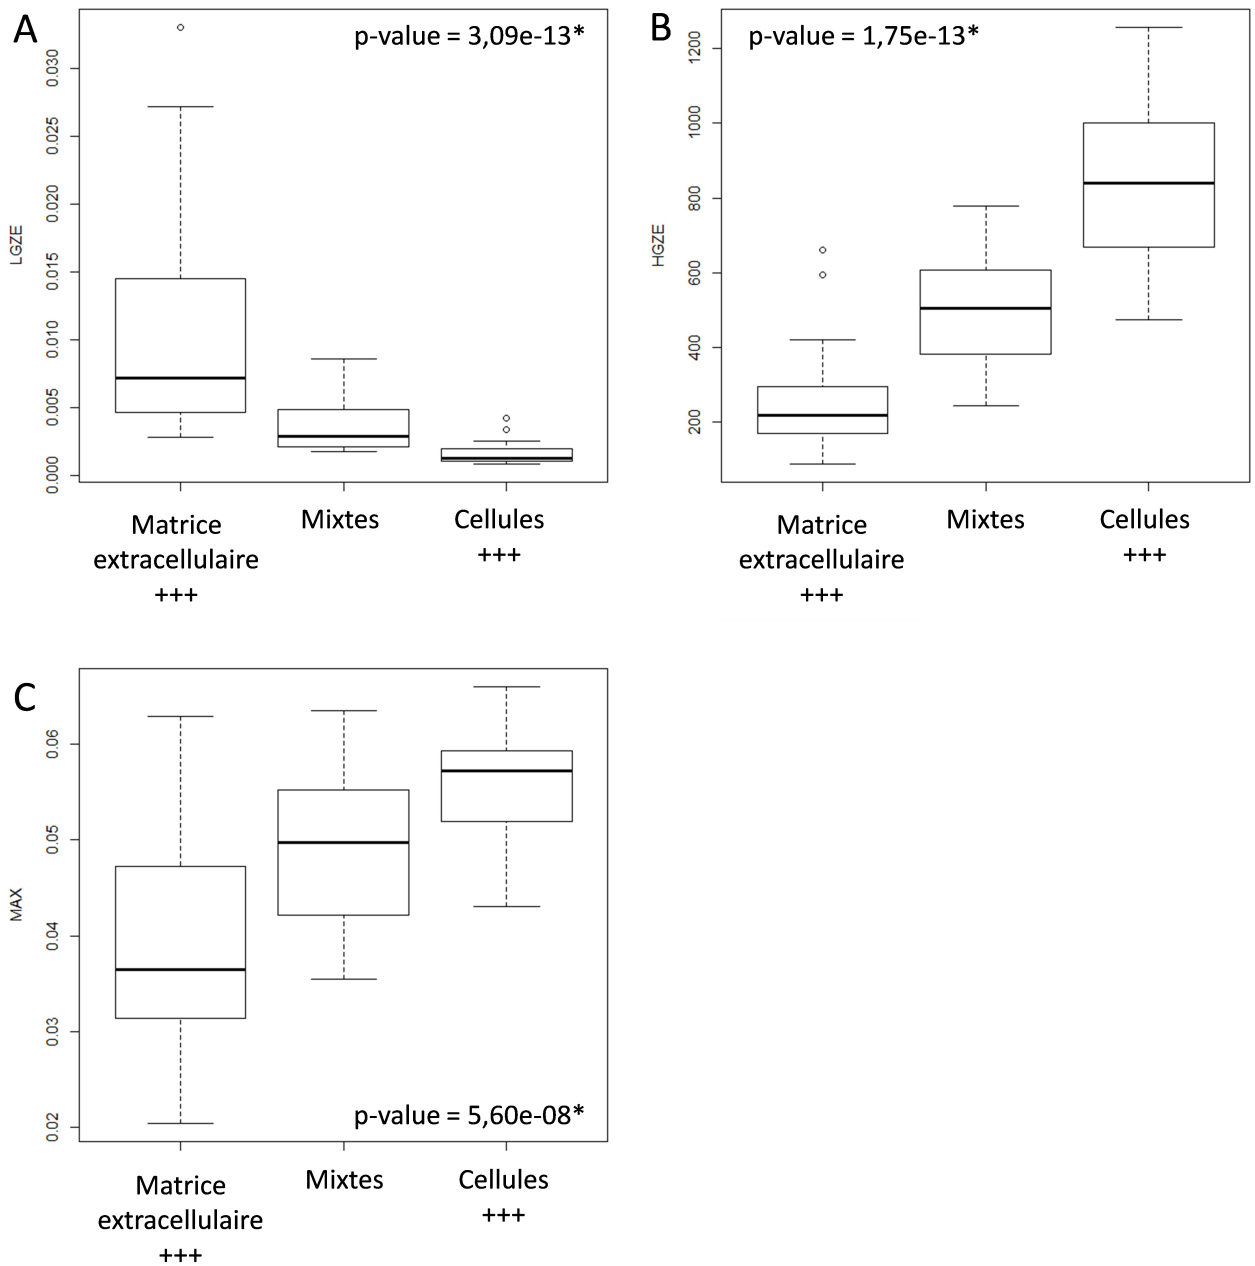 A
p-value = 3,09e-13*
LGZE
0.030
0.025
0.020
0.015
0.010
0.005
0.000
Matrice
extracellulaire
+++
Mixtes
Cellules
+++
B
p-value = 1,75e-13*
HGZE
1200
1000
800
600
400
200
Matrice
extracellulaire
+++
Mixtes
Cellules
+++
C
MAX
0.06
0.05
0.04
0.03
0.02
p-value = 5,60e-08*
Matrice
extracellulaire
+++
Mixtes
Cellules
+++